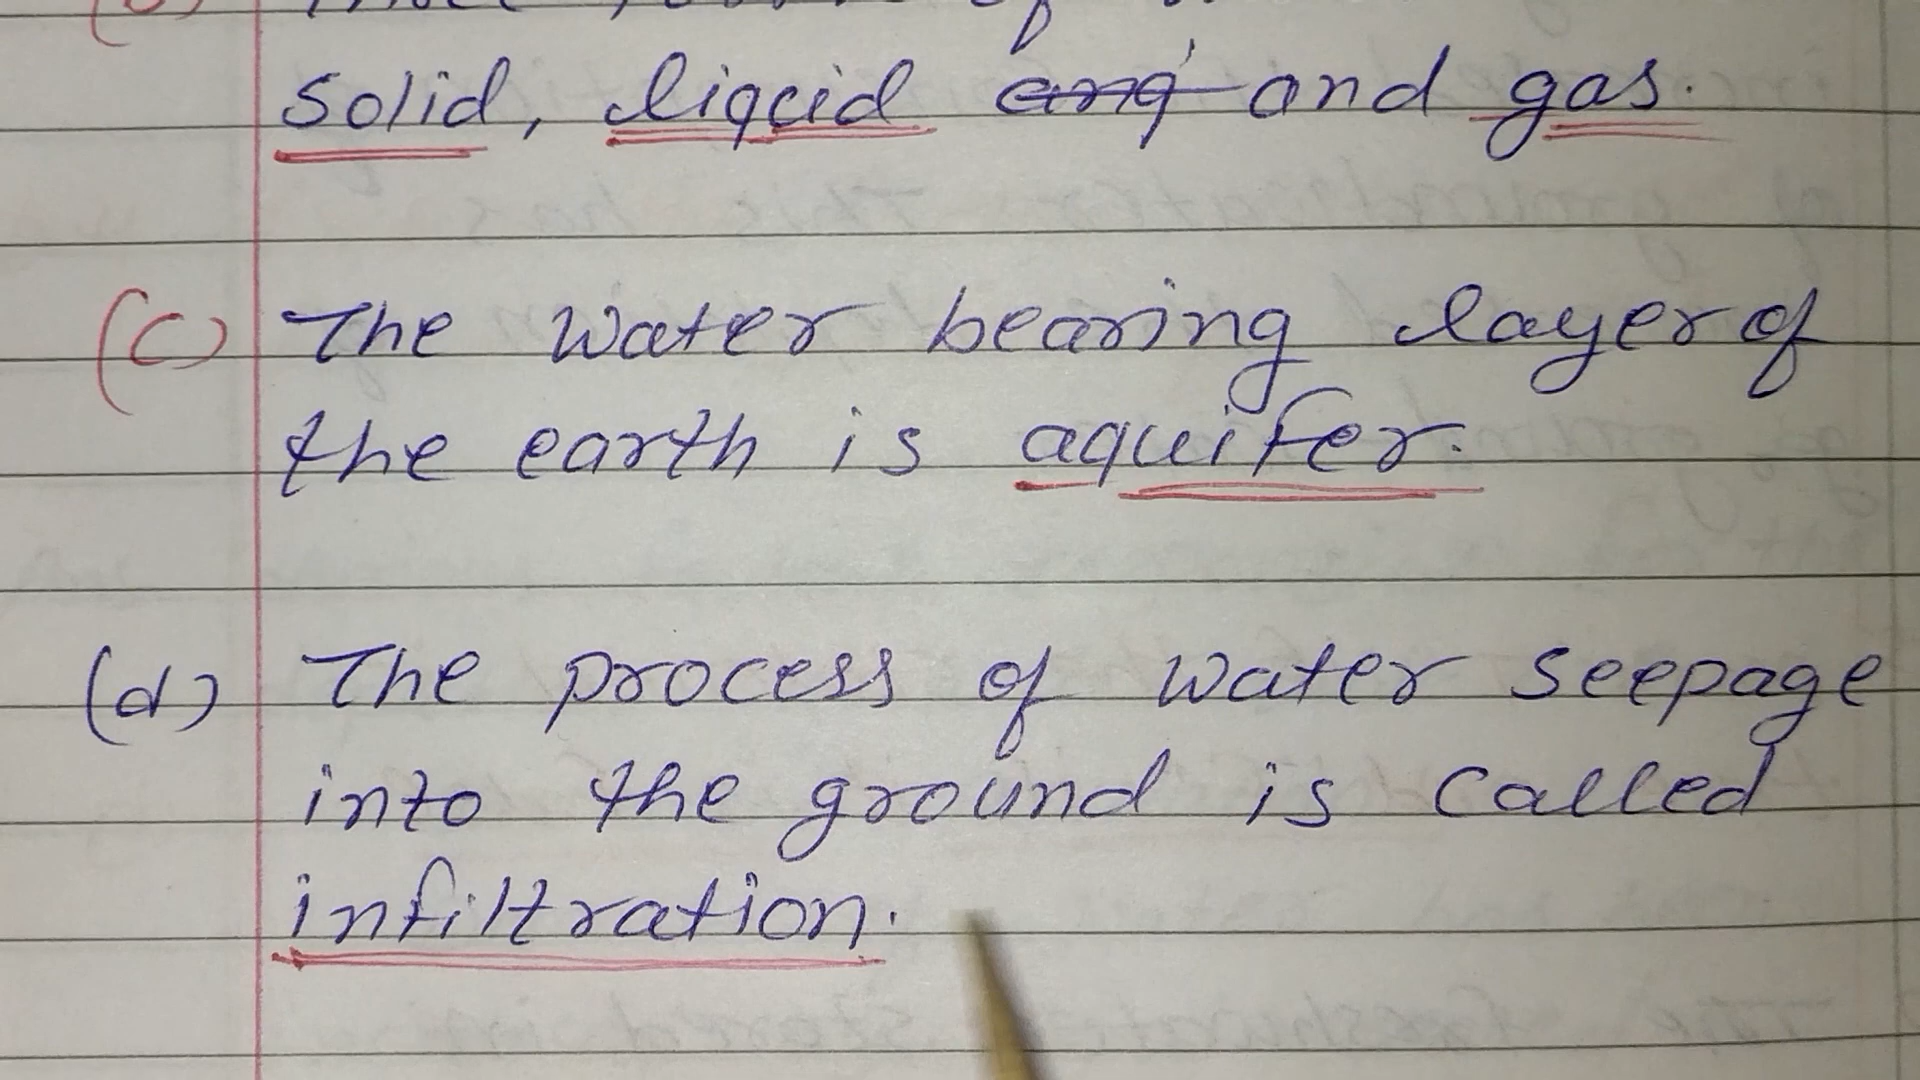 solid, liquid and gas.
(c) The water bearing layer of
the earth is aquifer.
(d) The process of water seepage
into the ground is called
infiltration.